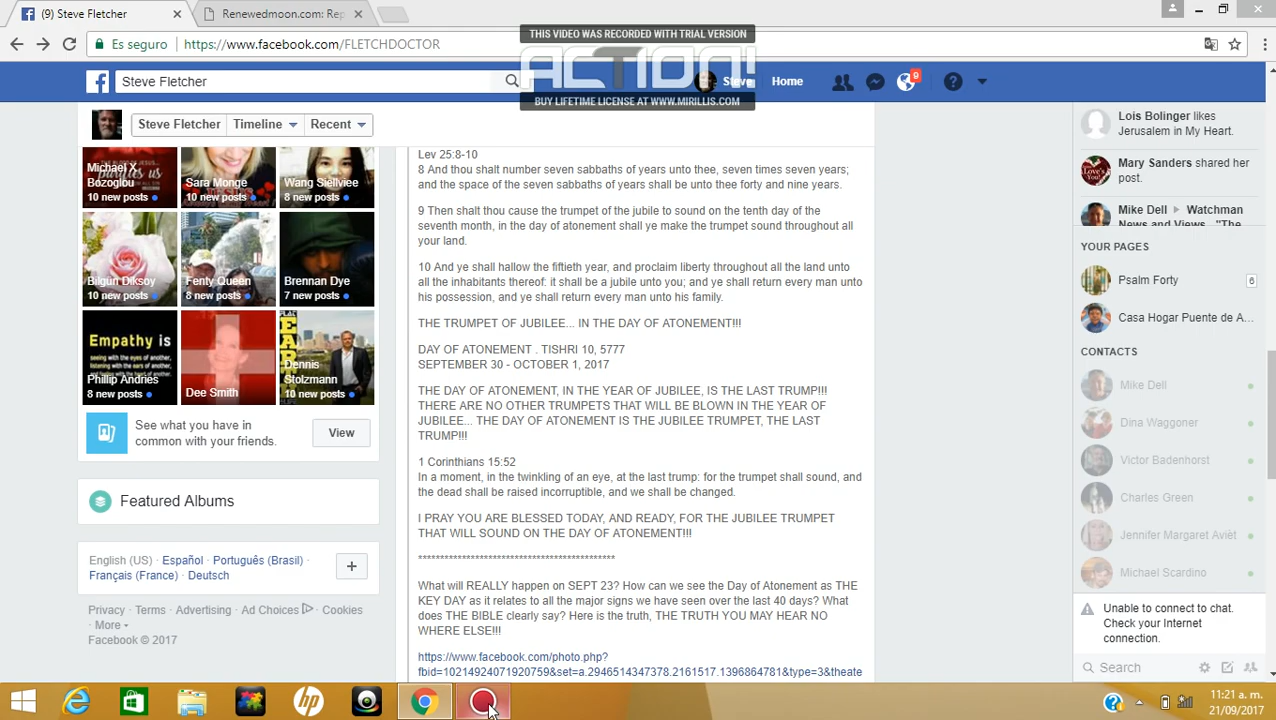 (9) Steve Fletcher
Renewedmoon.com: Rep
Es seguro
https://www.facebook.com/FLETCHDOCTOR
THIS VIDEO WAS RECORDED WITH TRIAL VERSION
ACTION!
BUY LIFETIME LICENSE AT WWW.MIRILLIS.COM
Steve Fletcher
Steve
Home
9
Steve Fletcher
Timeline
Recent
Michael X Bozoglou
10 new posts
Sara Monge
10 new posts
Wang Siellviee
8 new posts
Bilgün Diksoy
10 new posts
Fenty Queen
8 new posts
Brennan Dye
7 new posts
Empathy is
seeing with the eyes of another,
listening with the ears of another,
Phillip Andries
8 new posts
Dee Smith
Dennis Stolzmann
10 new posts
See what you have in
common with your friends.
View
Featured Albums
English (US) · Español · Português (Brasil) ·
Français (France) · Deutsch
Privacy · Terms · Advertising · Ad Choices · Cookies
· More
Facebook © 2017
Lev 25:8-10
8 And thou shalt number seven sabbaths of years unto thee, seven times seven years;
and the space of the seven sabbaths of years shall be unto thee forty and nine years.
9 Then shalt thou cause the trumpet of the jubile to sound on the tenth day of the
seventh month, in the day of atonement shall ye make the trumpet sound throughout all
your land.
10 And ye shall hallow the fiftieth year, and proclaim liberty throughout all the land unto
all the inhabitants thereof: it shall be a jubile unto you; and ye shall return every man unto
his possession, and ye shall return every man unto his family.
THE TRUMPET OF JUBILEE... IN THE DAY OF ATONEMENT!!!
DAY OF ATONEMENT . TISHRI 10, 5777
SEPTEMBER 30 - OCTOBER 1, 2017
THE DAY OF ATONEMENT, IN THE YEAR OF JUBILEE, IS THE LAST TRUMP!!!
THERE ARE NO OTHER TRUMPETS THAT WILL BE BLOWN IN THE YEAR OF
JUBILEE... THE DAY OF ATONEMENT IS THE JUBILEE TRUMPET, THE LAST
TRUMP!!!
1 Corinthians 15:52
In a moment, in the twinkling of an eye, at the last trump: for the trumpet shall sound, and
the dead shall be raised incorruptible, and we shall be changed.
I PRAY YOU ARE BLESSED TODAY, AND READY, FOR THE JUBILEE TRUMPET
THAT WILL SOUND ON THE DAY OF ATONEMENT!!!
*********************************************
What will REALLY happen on SEPT 23? How can we see the Day of Atonement as THE
KEY DAY as it relates to all the major signs we have seen over the last 40 days? What
does THE BIBLE clearly say? Here is the truth, THE TRUTH YOU MAY HEAR NO
WHERE ELSE!!!
https://www.facebook.com/photo.php?
fbid=10214924071920759&set=a.2946514347378.2161517.1396864781&type=3&theate
Lois Bolinger likes
Jerusalem in My Heart.
Mary Sanders shared her
post.
Mike Dell ▸ Watchman
News and Views... "The
YOUR PAGES
Psalm Forty
6
Casa Hogar Puente de A...
CONTACTS
Mike Dell
Dina Waggoner
Victor Badenhorst
Charles Green
Jennifer Margaret Avièt
Michael Scardino
Unable to connect to chat.
Check your Internet
connection.
Search
11:21 a. m.
21/09/2017